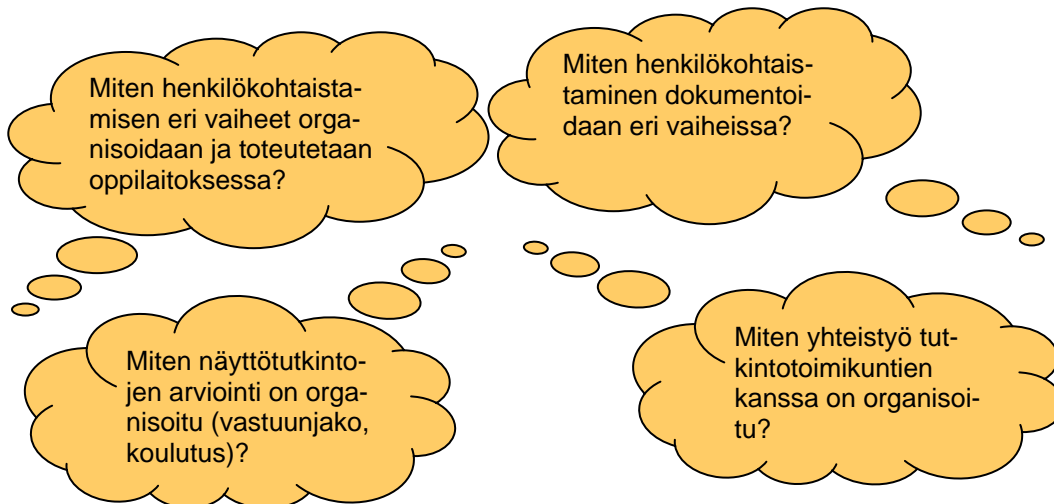 Miten henkilökohtaista-
misen eri vaiheet orga-
nisoidaan ja toteutetaan
oppilaitoksessa?
Miten henkilökohtais-
taminen dokumentoi-
daan eri vaiheissa?
Miten näyttötutkinto-
jen arviointi on orga-
nisoitu (vastuunjako,
koulutus)?
Miten yhteistyö tut-
kintotoimikuntien
kanssa on organisoi-
tu?